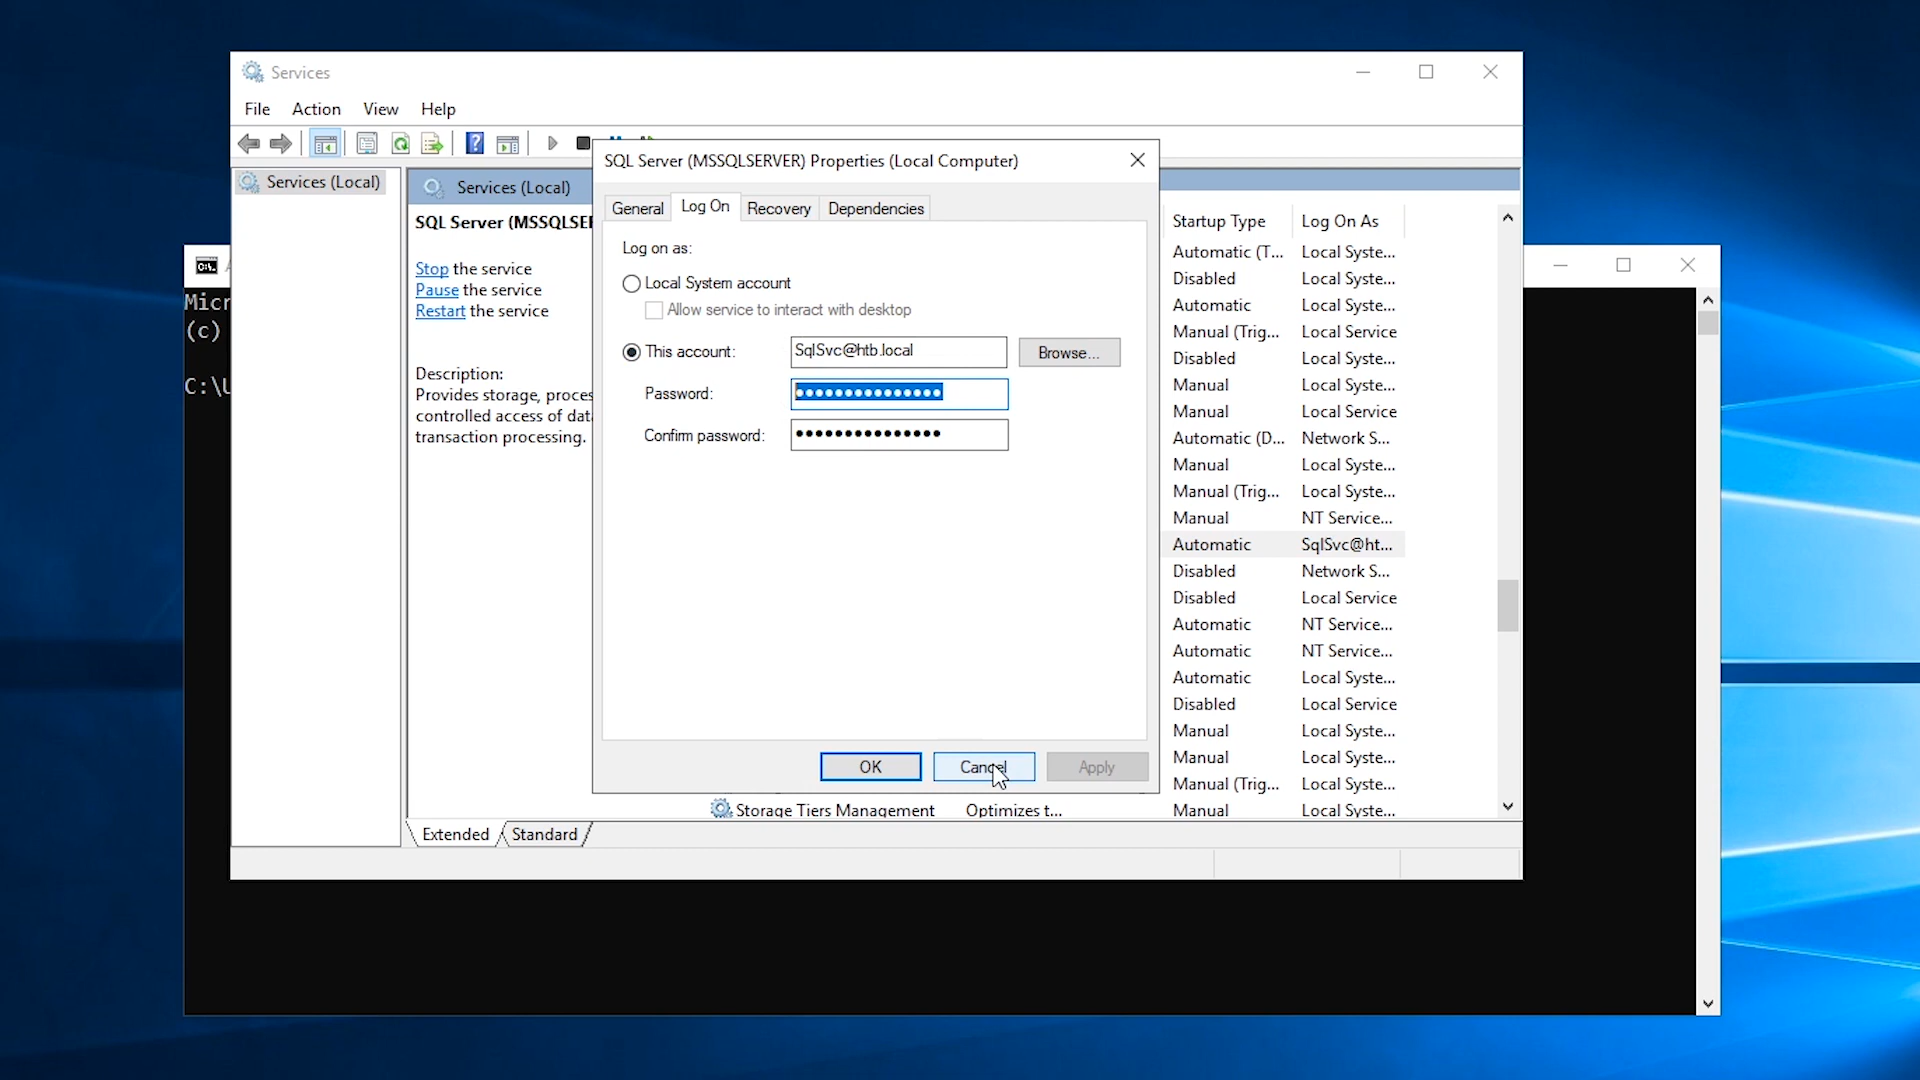 Services
File Action View Help
SQL Server (MSSQLSERVER) Properties (Local Computer)
Services (Local)
Services (Local)
General Log On Recovery Dependencies
SQL Server (MSSQLSE
Log on as:
Local System account
Allow service to interact with desktop
This account: SqlSvc@htb.local Browse...
Password:
Confirm password:
OK Cancel Apply
Stop the service
Pause the service
Restart the service
Description:
Provides storage, proces
controlled access of dat
transaction processing.
Startup Type Log On As
Automatic (T... Local Syste...
Disabled Local Syste...
Automatic Local Syste...
Manual (Trig... Local Service
Disabled Local Syste...
Manual Local Syste...
Manual Local Service
Automatic (D... Network S...
Manual Local Syste...
Manual (Trig... Local Syste...
Manual NT Service...
Automatic SqlSvc@ht...
Disabled Network S...
Disabled Local Service
Automatic NT Service...
Automatic NT Service...
Automatic Local Syste...
Disabled Local Service
Manual Local Syste...
Manual Local Syste...
Manual (Trig... Local Syste...
Storage Tiers Management Optimizes t... Manual Local Syste...
Extended Standard
Micr
(c)
C:\U